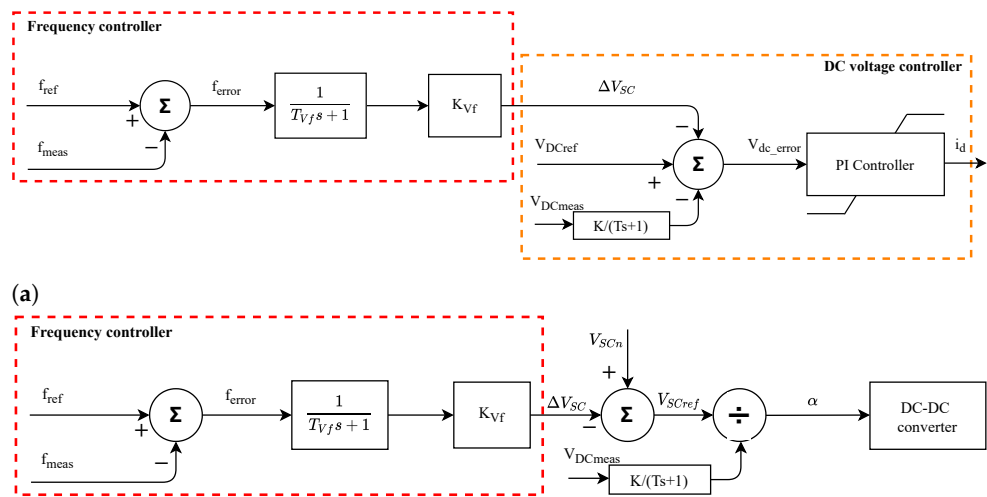 Frequency controller
DC voltage controller
f_ref
f_error
1
T_Vf s + 1
K_Vf
ΔV_SC
Σ
+
−
f_meas
−
V_DCref
Σ
V_dc_error
PI Controller
i_d
+
−
V_DCmeas
K/(Ts+1)
(a)
Frequency controller
V_SCn
+
f_ref
f_error
1
T_Vf s + 1
K_Vf
ΔV_SC
V_SCref
α
DC-DC
converter
Σ
Σ
÷
+
−
−
f_meas
V_DCmeas
K/(Ts+1)